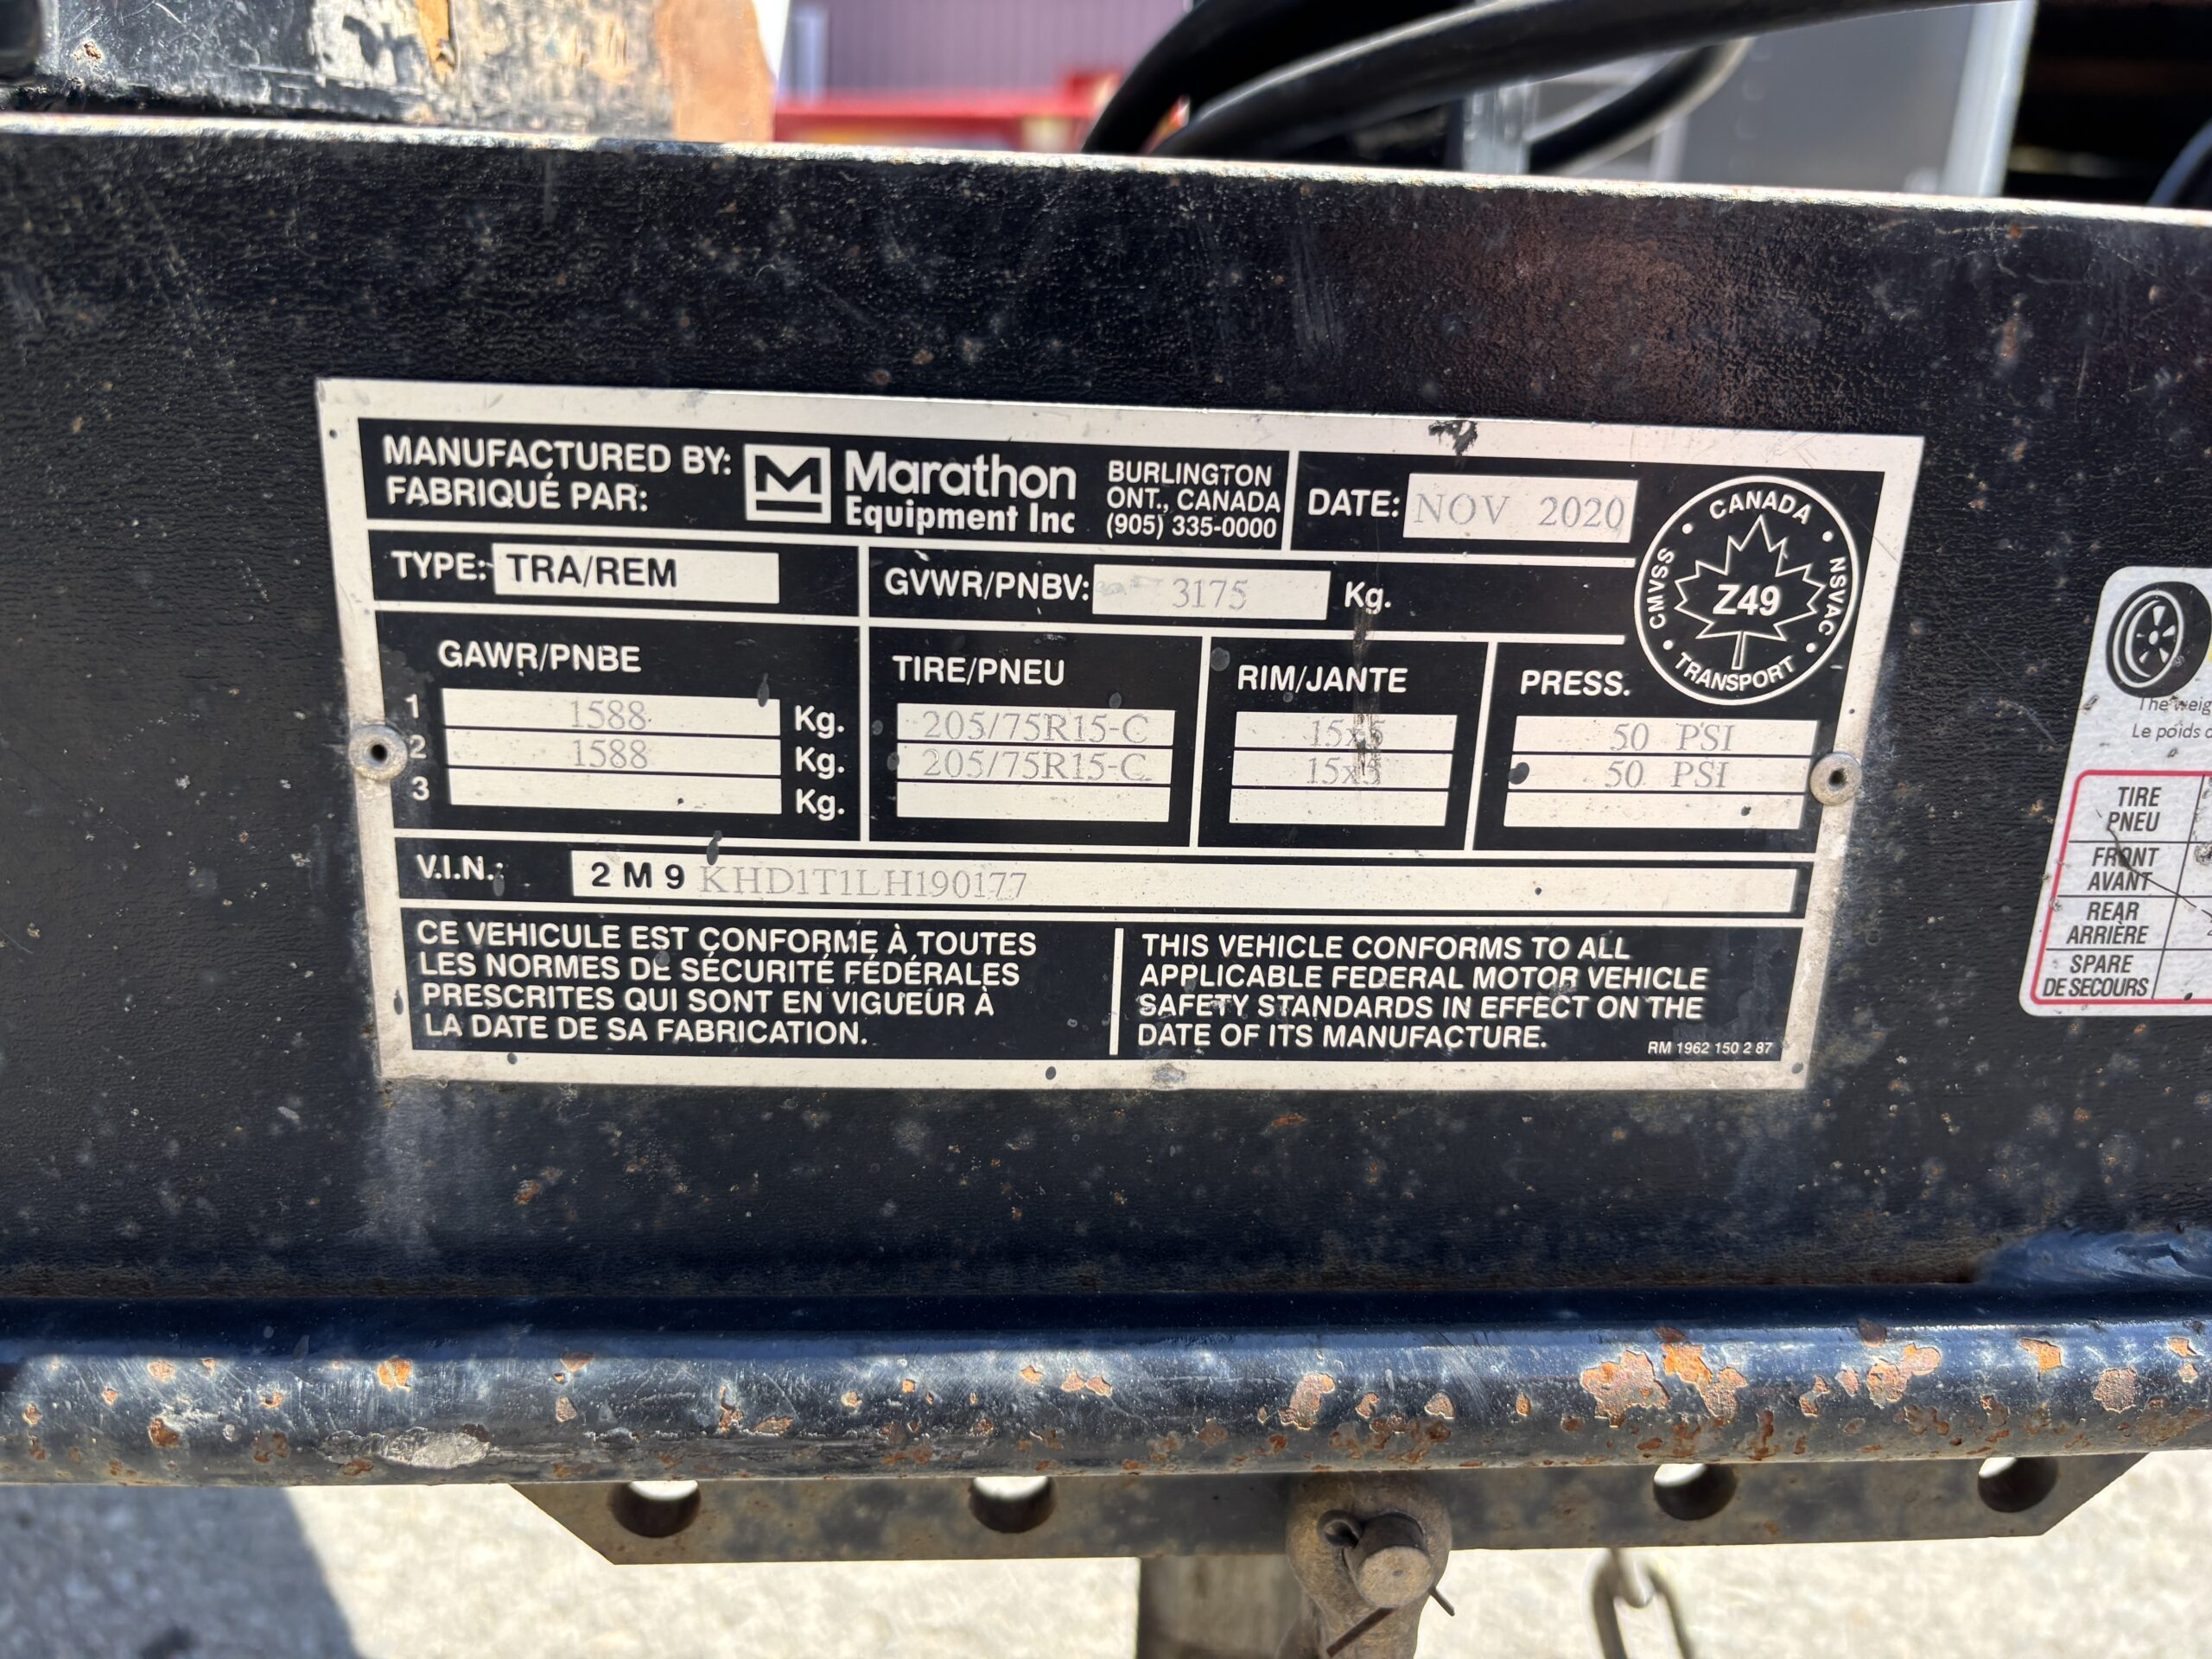 MANUFACTURED BY:
FABRIQUÉ PAR:
M Marathon
Equipment Inc
BURLINGTON
ONT., CANADA
(905) 335-0000
DATE: NOV 2020
TYPE: TRA/REM
GVWR/PNBV: 3175 Kg.
CANADA
CMVSS
NSVAC
Z49
TRANSPORT
GAWR/PNBE TIRE/PNEU RIM/JANTE PRESS.
1 1588 Kg. 205/75R15-C 15x5 50 PSI
2 1588 Kg. 205/75R15-C 15x5 50 PSI
3 Kg.
V.I.N.: 2M9 KHD1T1LH190177
CE VEHICULE EST CONFORME À TOUTES
LES NORMES DE SÉCURITÉ FÉDÉRALES
PRESCRITES QUI SONT EN VIGUEUR À
LA DATE DE SA FABRICATION.
THIS VEHICLE CONFORMS TO ALL
APPLICABLE FEDERAL MOTOR VEHICLE
SAFETY STANDARDS IN EFFECT ON THE
DATE OF ITS MANUFACTURE.
RM 1962 150 2 87
The
Le poids
TIRE
PNEU
FRONT
AVANT
REAR
ARRIÈRE
SPARE
DE SECOURS